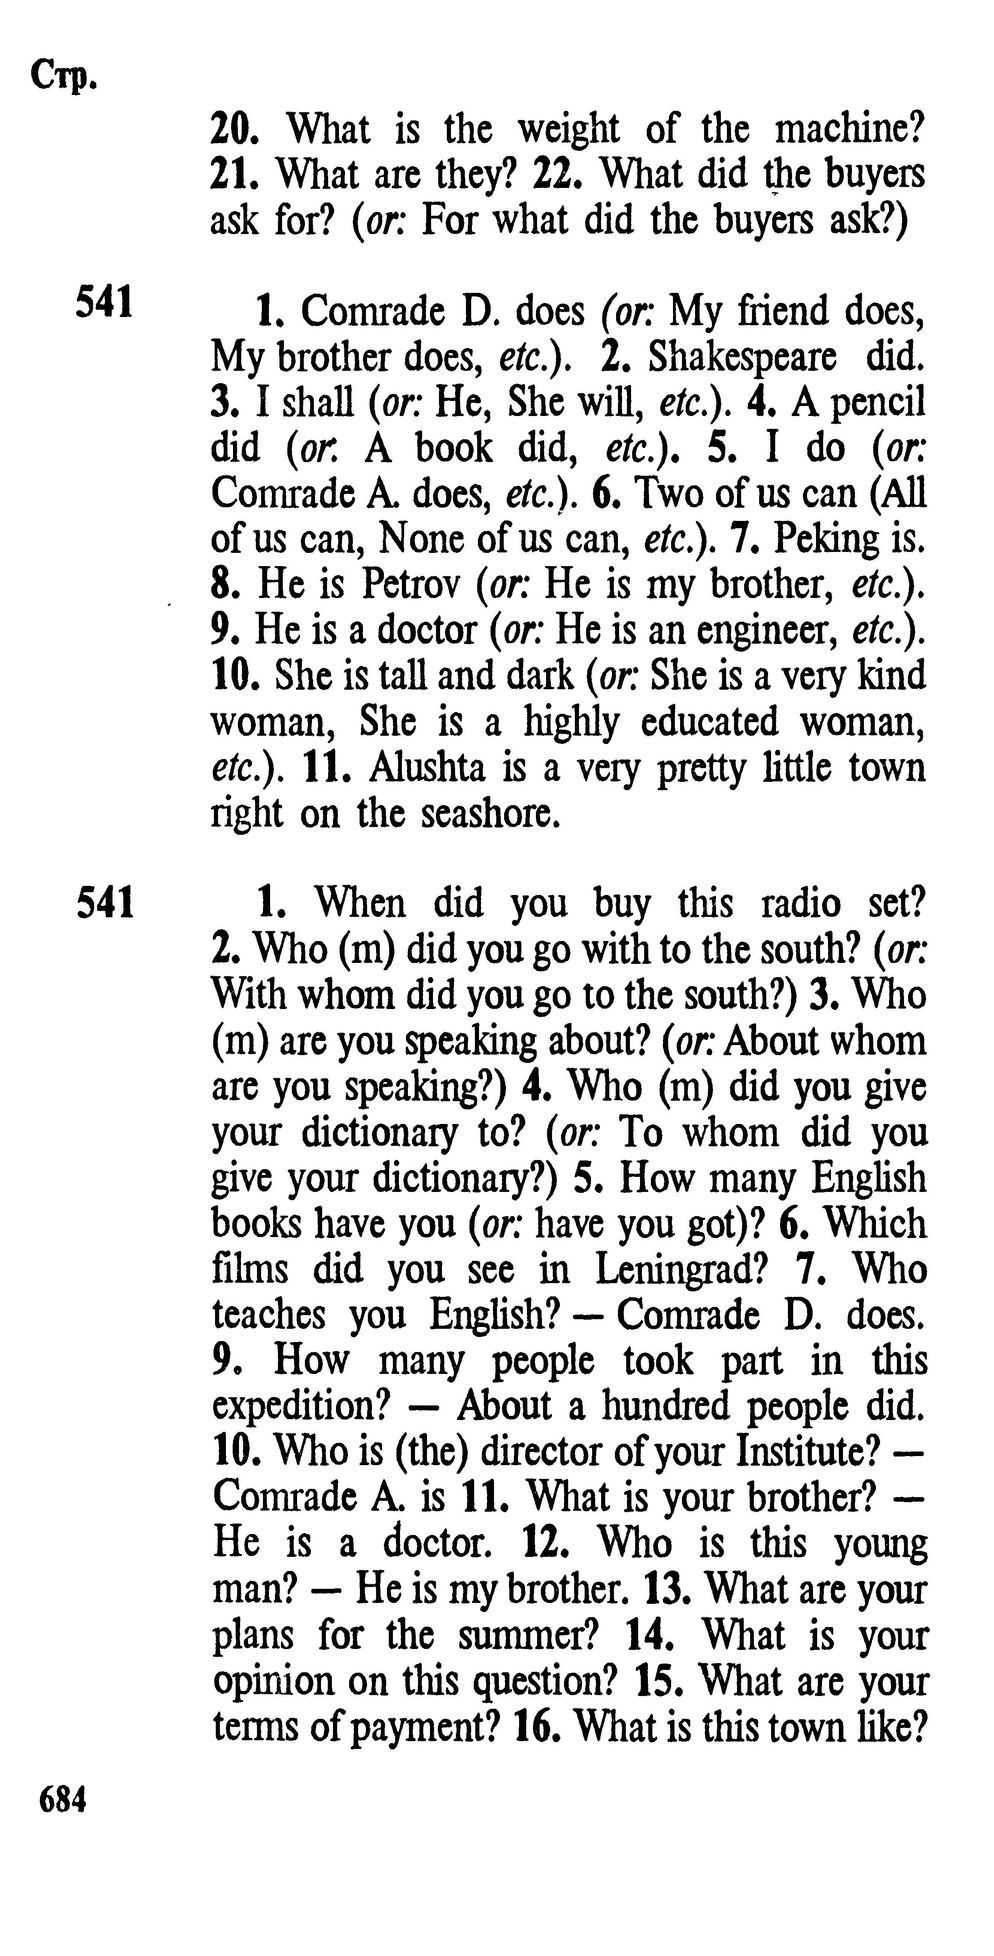 Стр.
20. What is the weight of the machine?
21. What are they? 22. What did the buyers
ask for? (or: For what did the buyers ask?)
541 1. Comrade D. does (or: My friend does,
My brother does, etc.). 2. Shakespeare did.
3. I shall (or: He, She will, etc.). 4. A pencil
did (or: A book did, etc.). 5. I do (or:
Comrade A. does, etc.). 6. Two of us can (All
of us can, None of us can, etc.). 7. Peking is.
8. He is Petrov (or: He is my brother, etc.).
9. He is a doctor (or: He is an engineer, etc.).
10. She is tall and dark (or: She is a very kind
woman, She is a highly educated woman,
etc.). 11. Alushta is a very pretty little town
right on the seashore.
541 1. When did you buy this radio set?
2. Who (m) did you go with to the south? (or:
With whom did you go to the south?) 3. Who
(m) are you speaking about? (or: About whom
are you speaking?) 4. Who (m) did you give
your dictionary to? (or: To whom did you
give your dictionary?) 5. How many English
books have you (or: have you got)? 6. Which
films did you see in Leningrad? 7. Who
teaches you English? — Comrade D. does.
9. How many people took part in this
expedition? — About a hundred people did.
10. Who is (the) director of your Institute? —
Comrade A. is 11. What is your brother? —
He is a doctor. 12. Who is this young
man? — He is my brother. 13. What are your
plans for the summer? 14. What is your
opinion on this question? 15. What are your
terms of payment? 16. What is this town like?
684